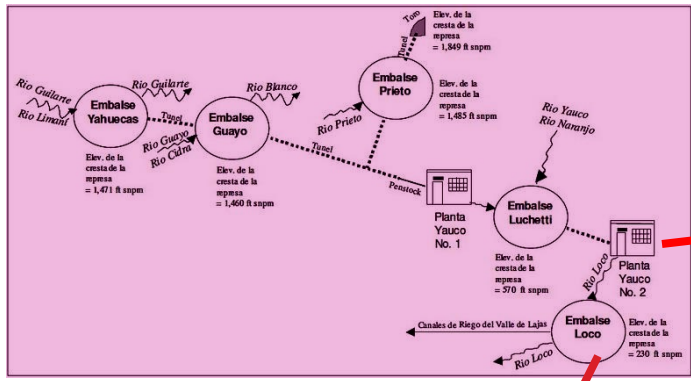 Toro
Elev. de la
cresta de la
represa
= 1,849 ft snpm
Tunel
Rio Guilarte
Rio Limani
Embalse
Yahuecas
Rio Guilarte
Tunel
Elev. de la
cresta de la
represa
= 1,471 ft snpm
Rio Guayo
Rio Cidra
Embalse
Guayo
Rio Blanco
Elev. de la
cresta de la
represa
= 1,460 ft snpm
Tunel
Rio Prieto
Embalse
Prieto
Elev. de la
cresta de la
represa
= 1,485 ft snpm
Penstock
Planta
Yauco
No. 1
Rio Yauco
Rio Naranjo
Embalse
Luchetti
Elev. de la
cresta de la
represa
= 570 ft snpm
Planta
Yauco
No. 2
Rio Loco
Embalse
Loco
Elev. de la
cresta de la
represa
= 230 ft snpm
Canales de Riego del Valle de Lajas
Rio Loco